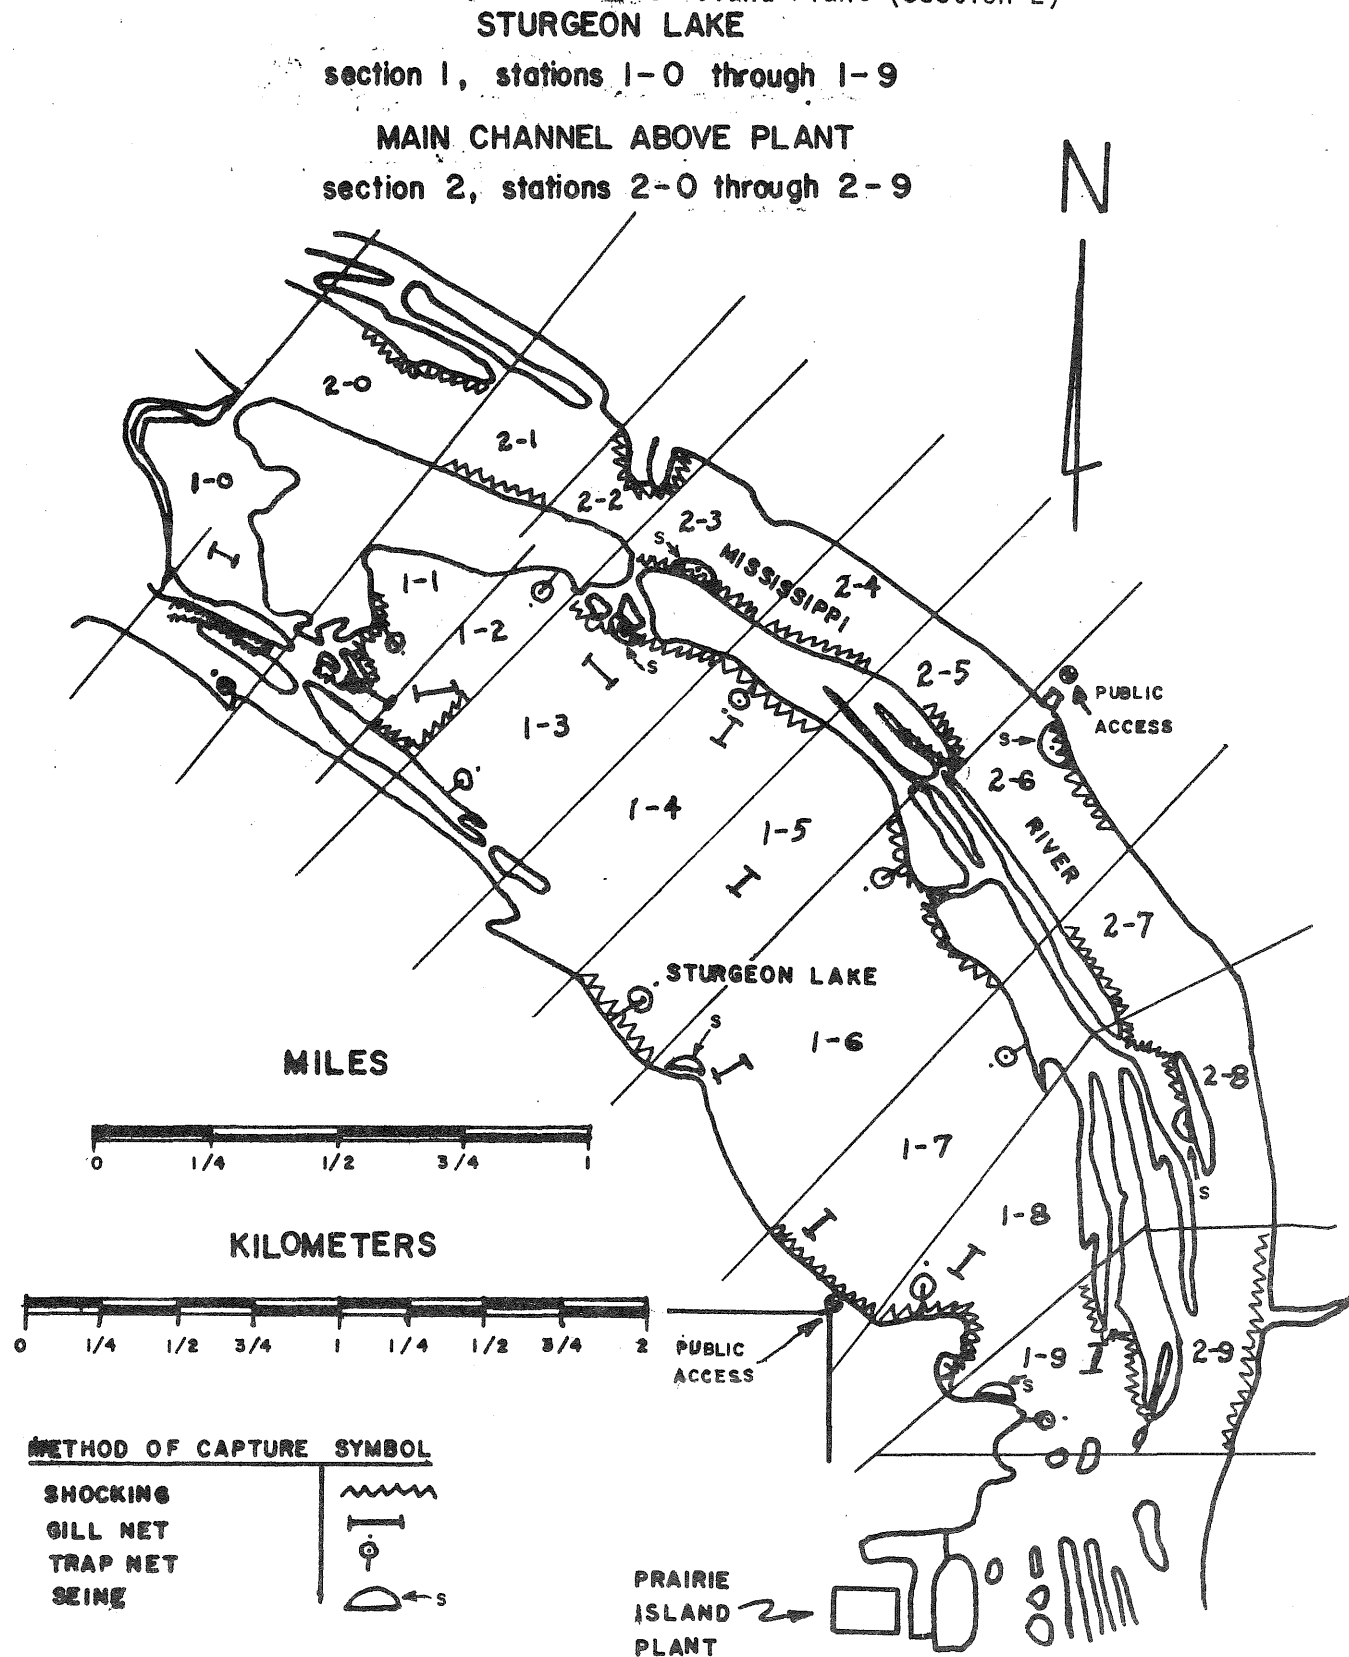 (Section 2)
STURGEON LAKE
section 1, stations 1-0 through 1-9
MAIN CHANNEL ABOVE PLANT
section 2, stations 2-0 through 2-9
N
2-0
2-1
1-0
2-2
2-3
S
MISSISSIPPI
2-4
1-1
1-2
S
2-5
PUBLIC
ACCESS
1-3
S
2-6
1-4
1-5
RIVER
2-7
STURGEON LAKE
S
1-6
MILES
2-8
0 1/4 1/2 3/4 1
1-7
S
1-8
KILOMETERS
0 1/4 1/2 3/4 1 1/4 1/2 3/4 2
PUBLIC
ACCESS
1-9
2-9
S
METHOD OF CAPTURE SYMBOL
SHOCKING
GILL NET
TRAP NET
SEINE
S
PRAIRIE
ISLAND
PLANT